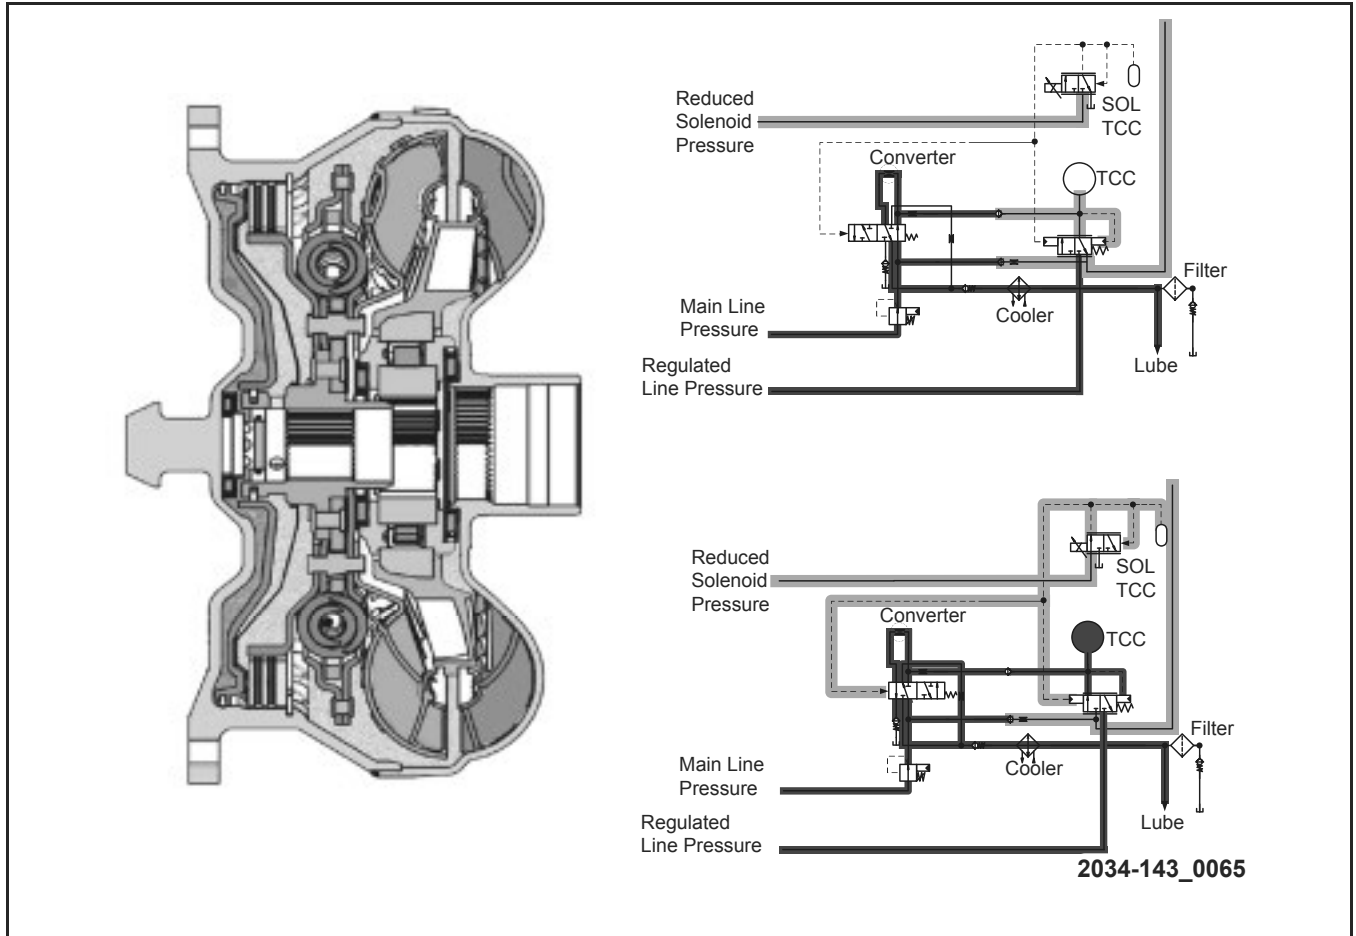 Reduced
Solenoid
Pressure
SOL
TCC
Converter
TCC
Filter
Main Line
Pressure
Cooler
Regulated
Line Pressure
Lube
Reduced
Solenoid
Pressure
SOL
TCC
Converter
TCC
Filter
Main Line
Pressure
Cooler
Regulated
Line Pressure
Lube
2034-143_0065